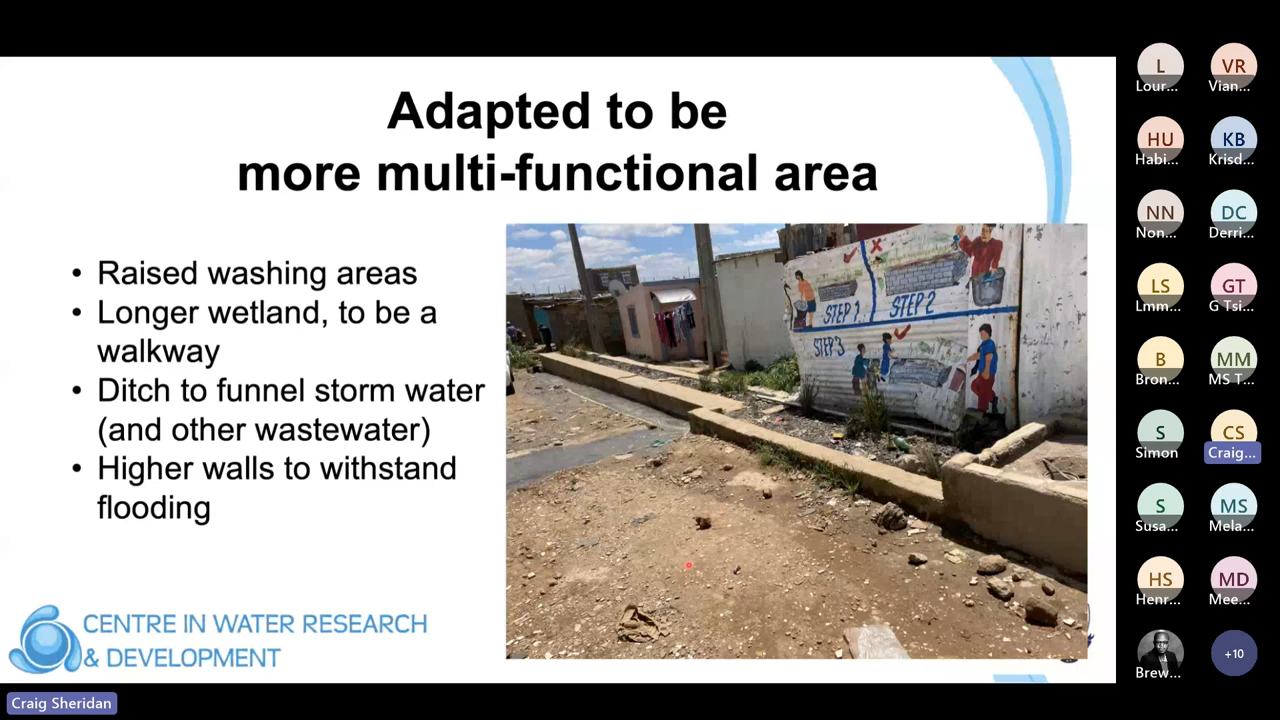 Adapted to be
more multi-functional area
• Raised washing areas
• Longer wetland, to be a
walkway
• Ditch to funnel storm water
(and other wastewater)
• Higher walls to withstand
flooding
STEP 1
STEP 2
STEP 3
CENTRE IN WATER RESEARCH
& DEVELOPMENT
Craig Sheridan
L
Lour...
VR
Vian...
HU
Habi...
KB
Krisd...
NN
Non...
DC
Derri...
LS
Lmm...
GT
G Tsi...
B
Bron...
MM
MS T...
S
Simon
CS
Craig...
S
Susa...
MS
Mela...
HS
Henr...
MD
Mee...
Brew...
+10